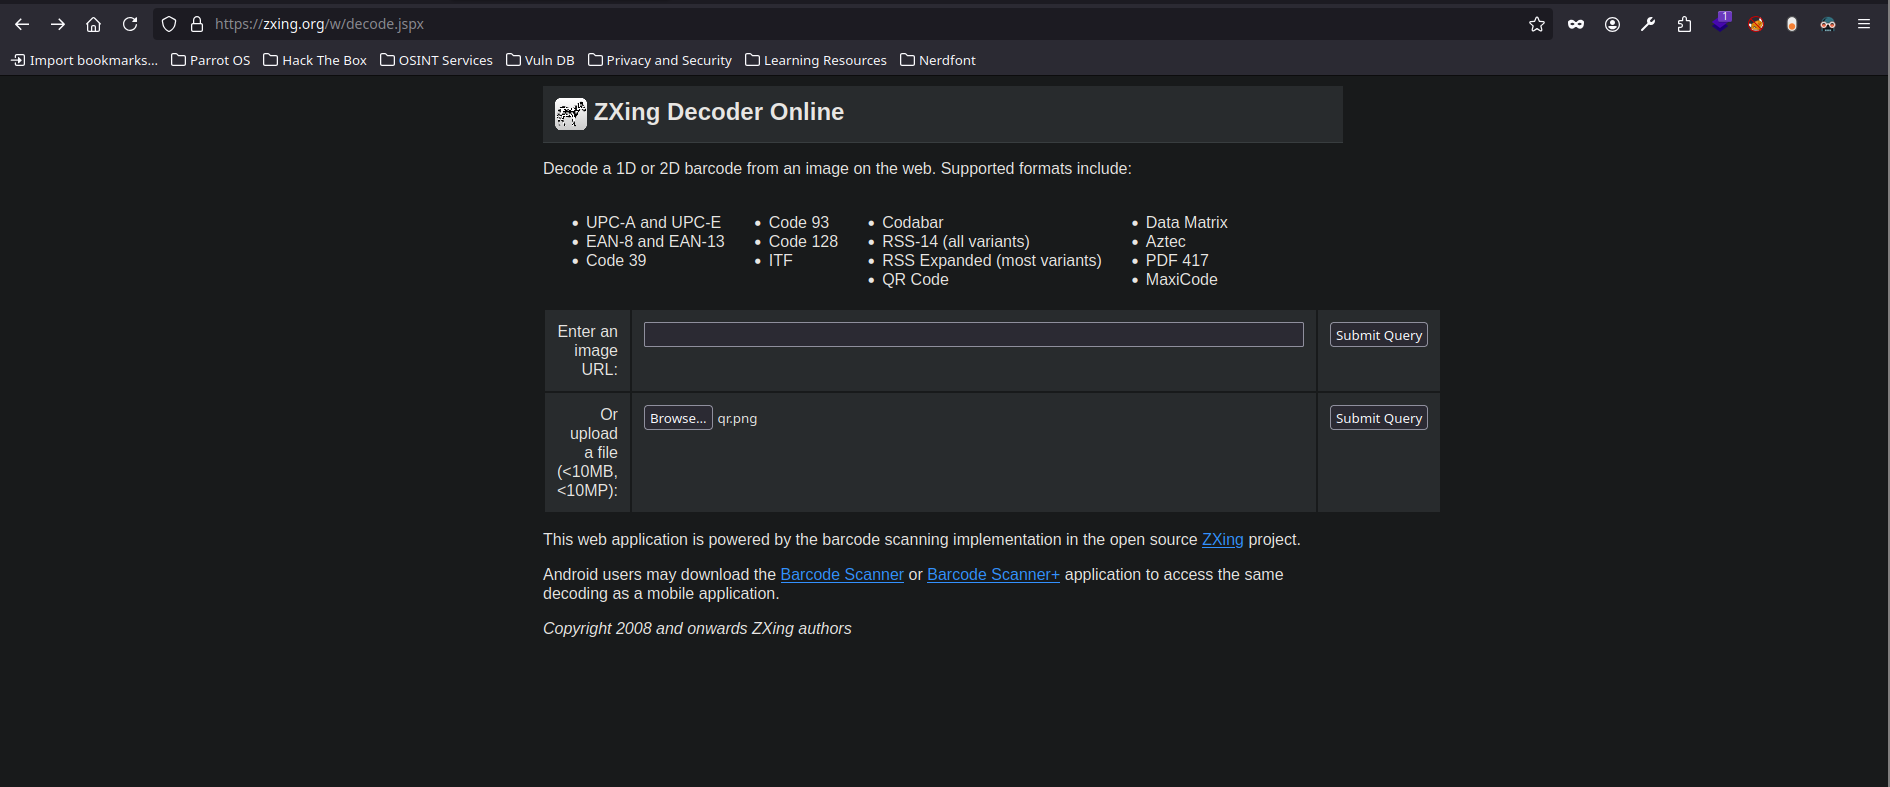 https://zxing.org/w/decode.jspx
1
Import bookmarks... Parrot OS Hack The Box OSINT Services Vuln DB Privacy and Security Learning Resources Nerdfont
ZXing Decoder Online
Decode a 1D or 2D barcode from an image on the web. Supported formats include:
UPC-A and UPC-E
EAN-8 and EAN-13
Code 39
Code 93
Code 128
ITF
Codabar
RSS-14 (all variants)
RSS Expanded (most variants)
QR Code
Data Matrix
Aztec
PDF 417
MaxiCode
Enter an
image
URL:
Submit Query
Or
upload
a file
(<10MB,
<10MP):
Browse... qr.png
Submit Query
This web application is powered by the barcode scanning implementation in the open source ZXing project.
Android users may download the Barcode Scanner or Barcode Scanner+ application to access the same
decoding as a mobile application.
Copyright 2008 and onwards ZXing authors